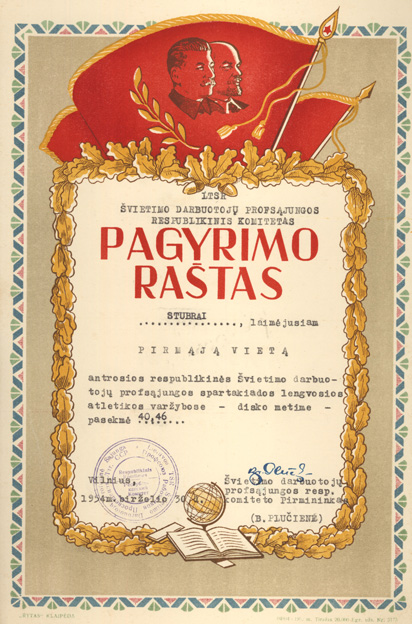 LTSR
ŠVIETIMO DARBUOTOJŲ PROFSĄJUNGOS
RESPUBLIKINIS KOMITETAS
PAGYRIMO
RAŠTAS
STUBRAI
................, laimėjusiam
PIRMĄJĄ VIETĄ
antrosios respublikinės Švietimo darbuo-
tojų profsąjungos spartakiados lengvosios
atletikos varžybose - disko metime -
pasekmė 40,46
Vilnius,
1954m.birželio 30
Švietimo darbuotojų
profsąjungos resp.
komiteto Pirmininkas
(B.PLUČIENĖ)